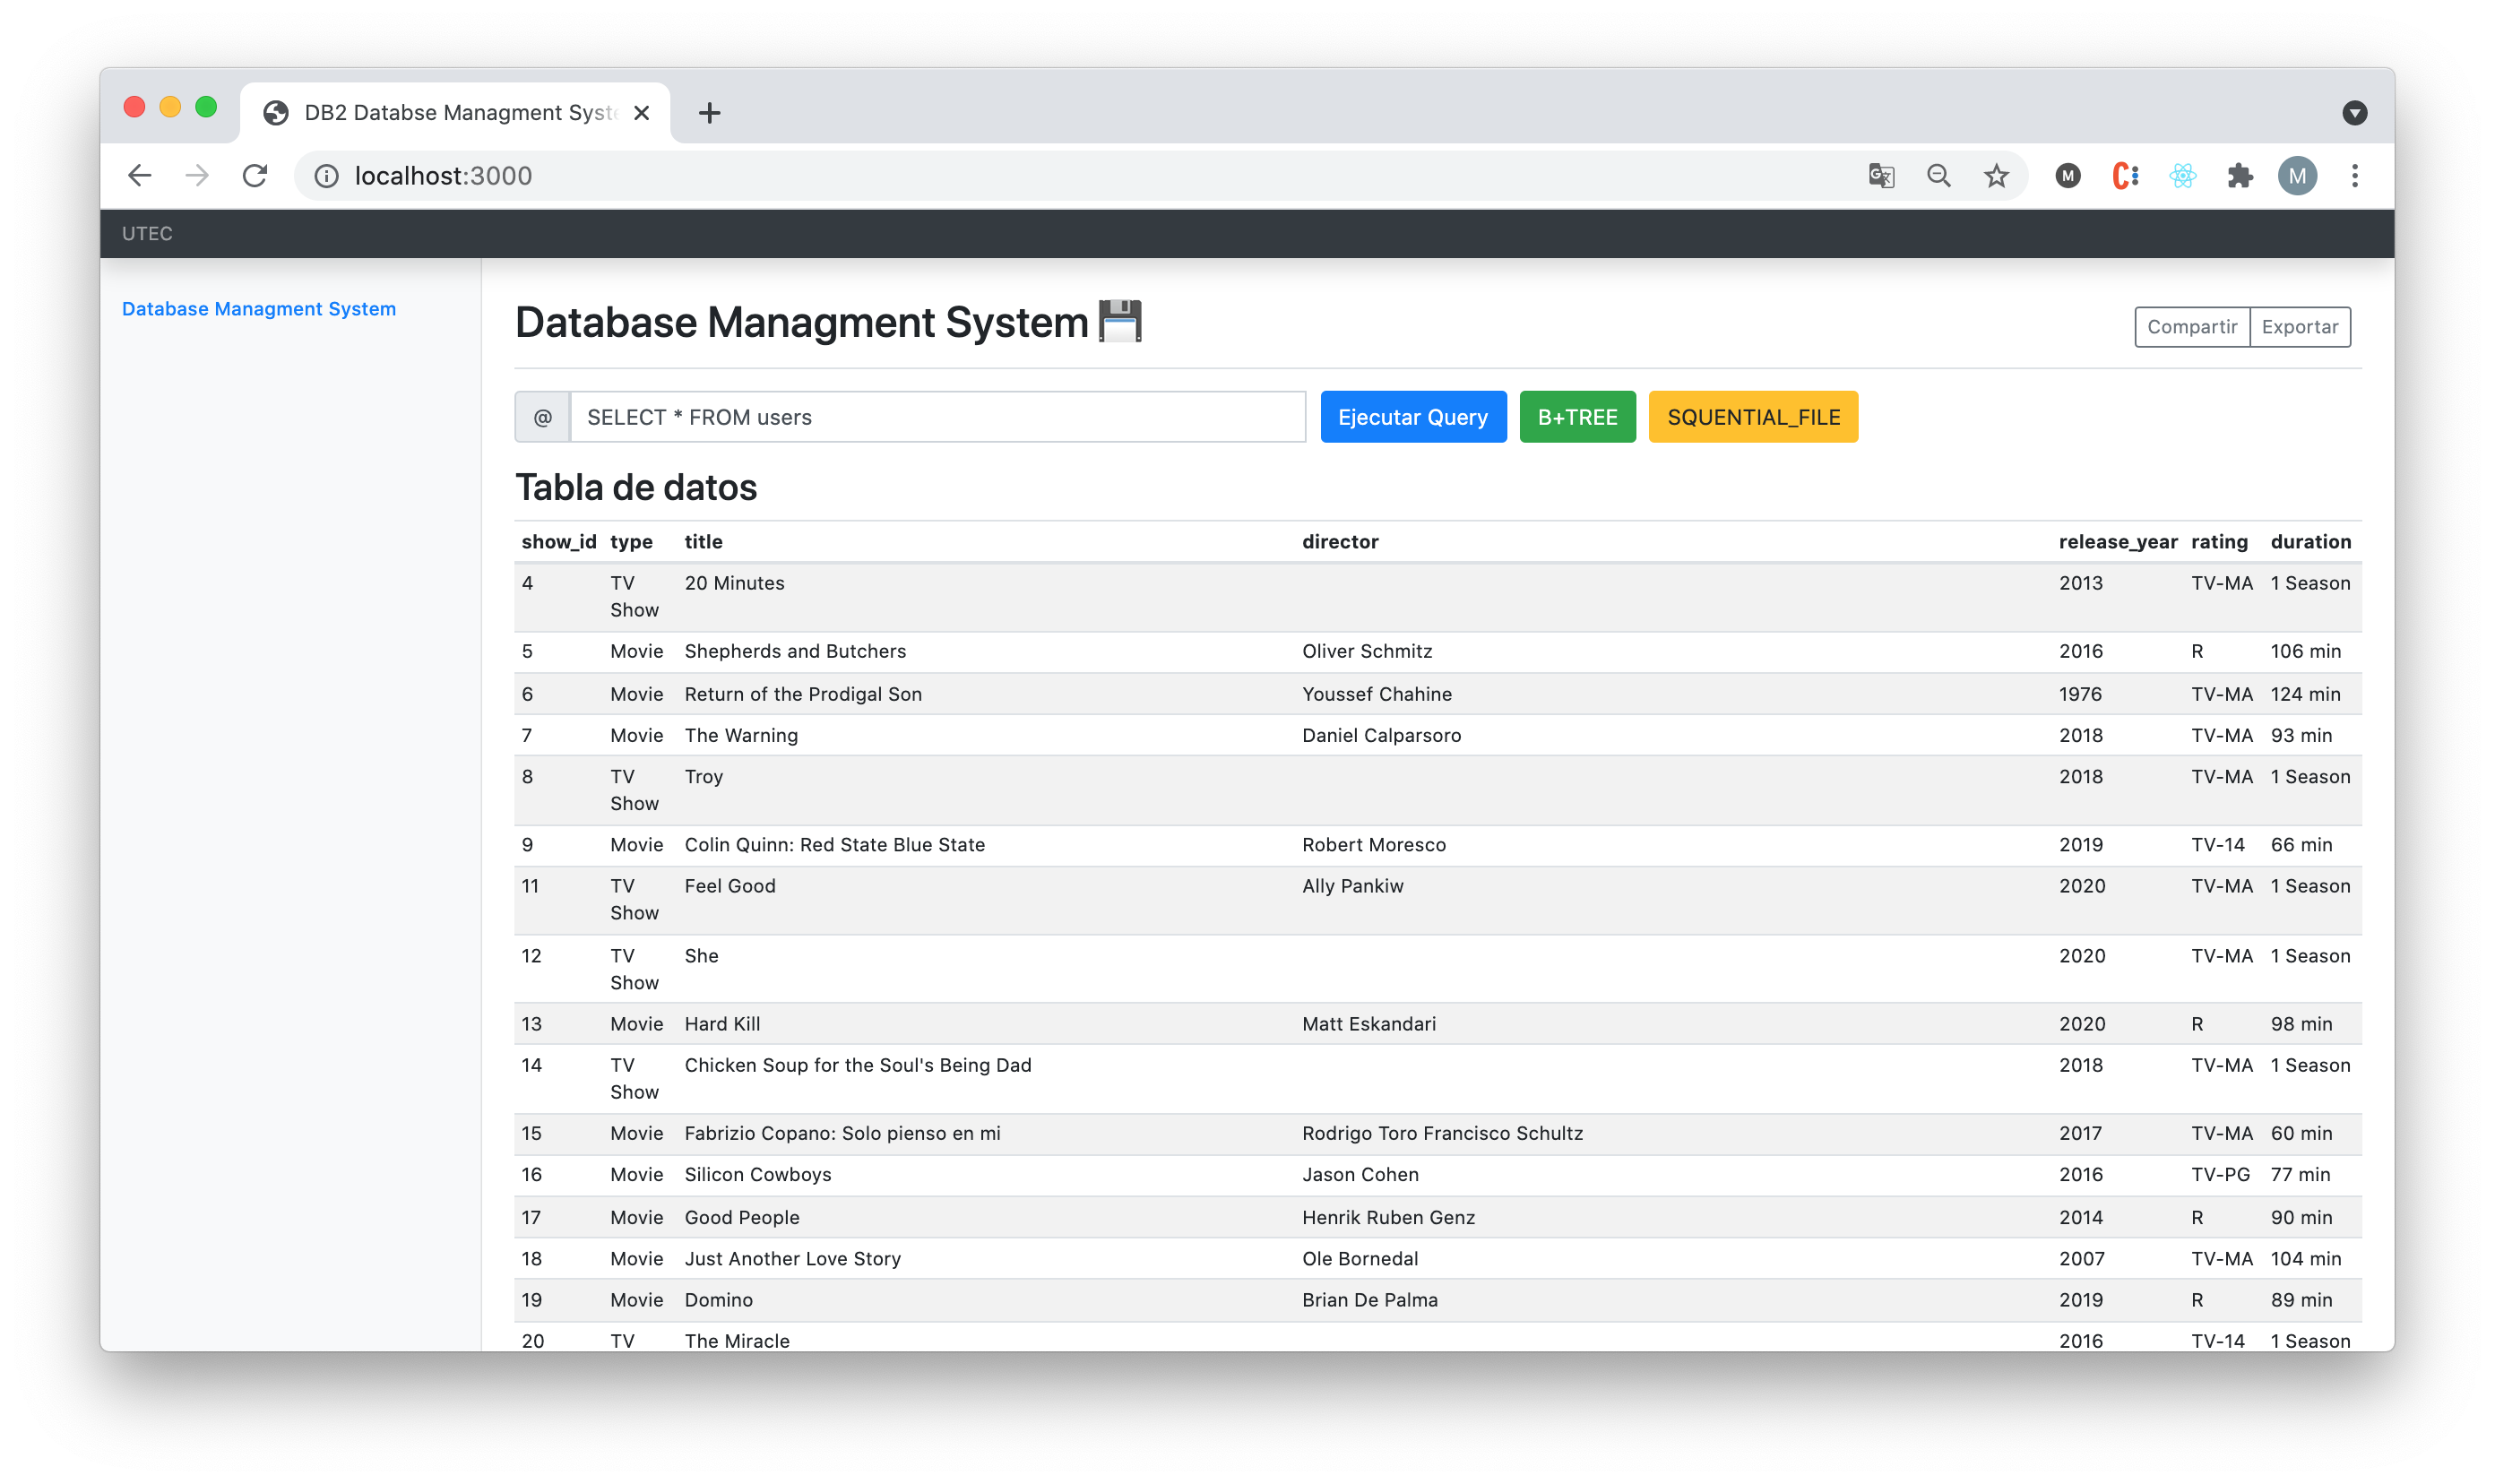 DB2 Databse Managment Syst
localhost:3000
M
C
M
UTEC
Database Managment System
Database Managment System
Compartir Exportar
@ SELECT * FROM users Ejecutar Query B+TREE SQUENTIAL_FILE
Tabla de datos
show_id type title director release_year rating duration
4 TV Show 20 Minutes 2013 TV-MA 1 Season
5 Movie Shepherds and Butchers Oliver Schmitz 2016 R 106 min
6 Movie Return of the Prodigal Son Youssef Chahine 1976 TV-MA 124 min
7 Movie The Warning Daniel Calparsoro 2018 TV-MA 93 min
8 TV Show Troy 2018 TV-MA 1 Season
9 Movie Colin Quinn: Red State Blue State Robert Moresco 2019 TV-14 66 min
11 TV Show Feel Good Ally Pankiw 2020 TV-MA 1 Season
12 TV Show She 2020 TV-MA 1 Season
13 Movie Hard Kill Matt Eskandari 2020 R 98 min
14 TV Show Chicken Soup for the Soul's Being Dad 2018 TV-MA 1 Season
15 Movie Fabrizio Copano: Solo pienso en mi Rodrigo Toro Francisco Schultz 2017 TV-MA 60 min
16 Movie Silicon Cowboys Jason Cohen 2016 TV-PG 77 min
17 Movie Good People Henrik Ruben Genz 2014 R 90 min
18 Movie Just Another Love Story Ole Bornedal 2007 TV-MA 104 min
19 Movie Domino Brian De Palma 2019 R 89 min
20 TV The Miracle 2016 TV-14 1 Season